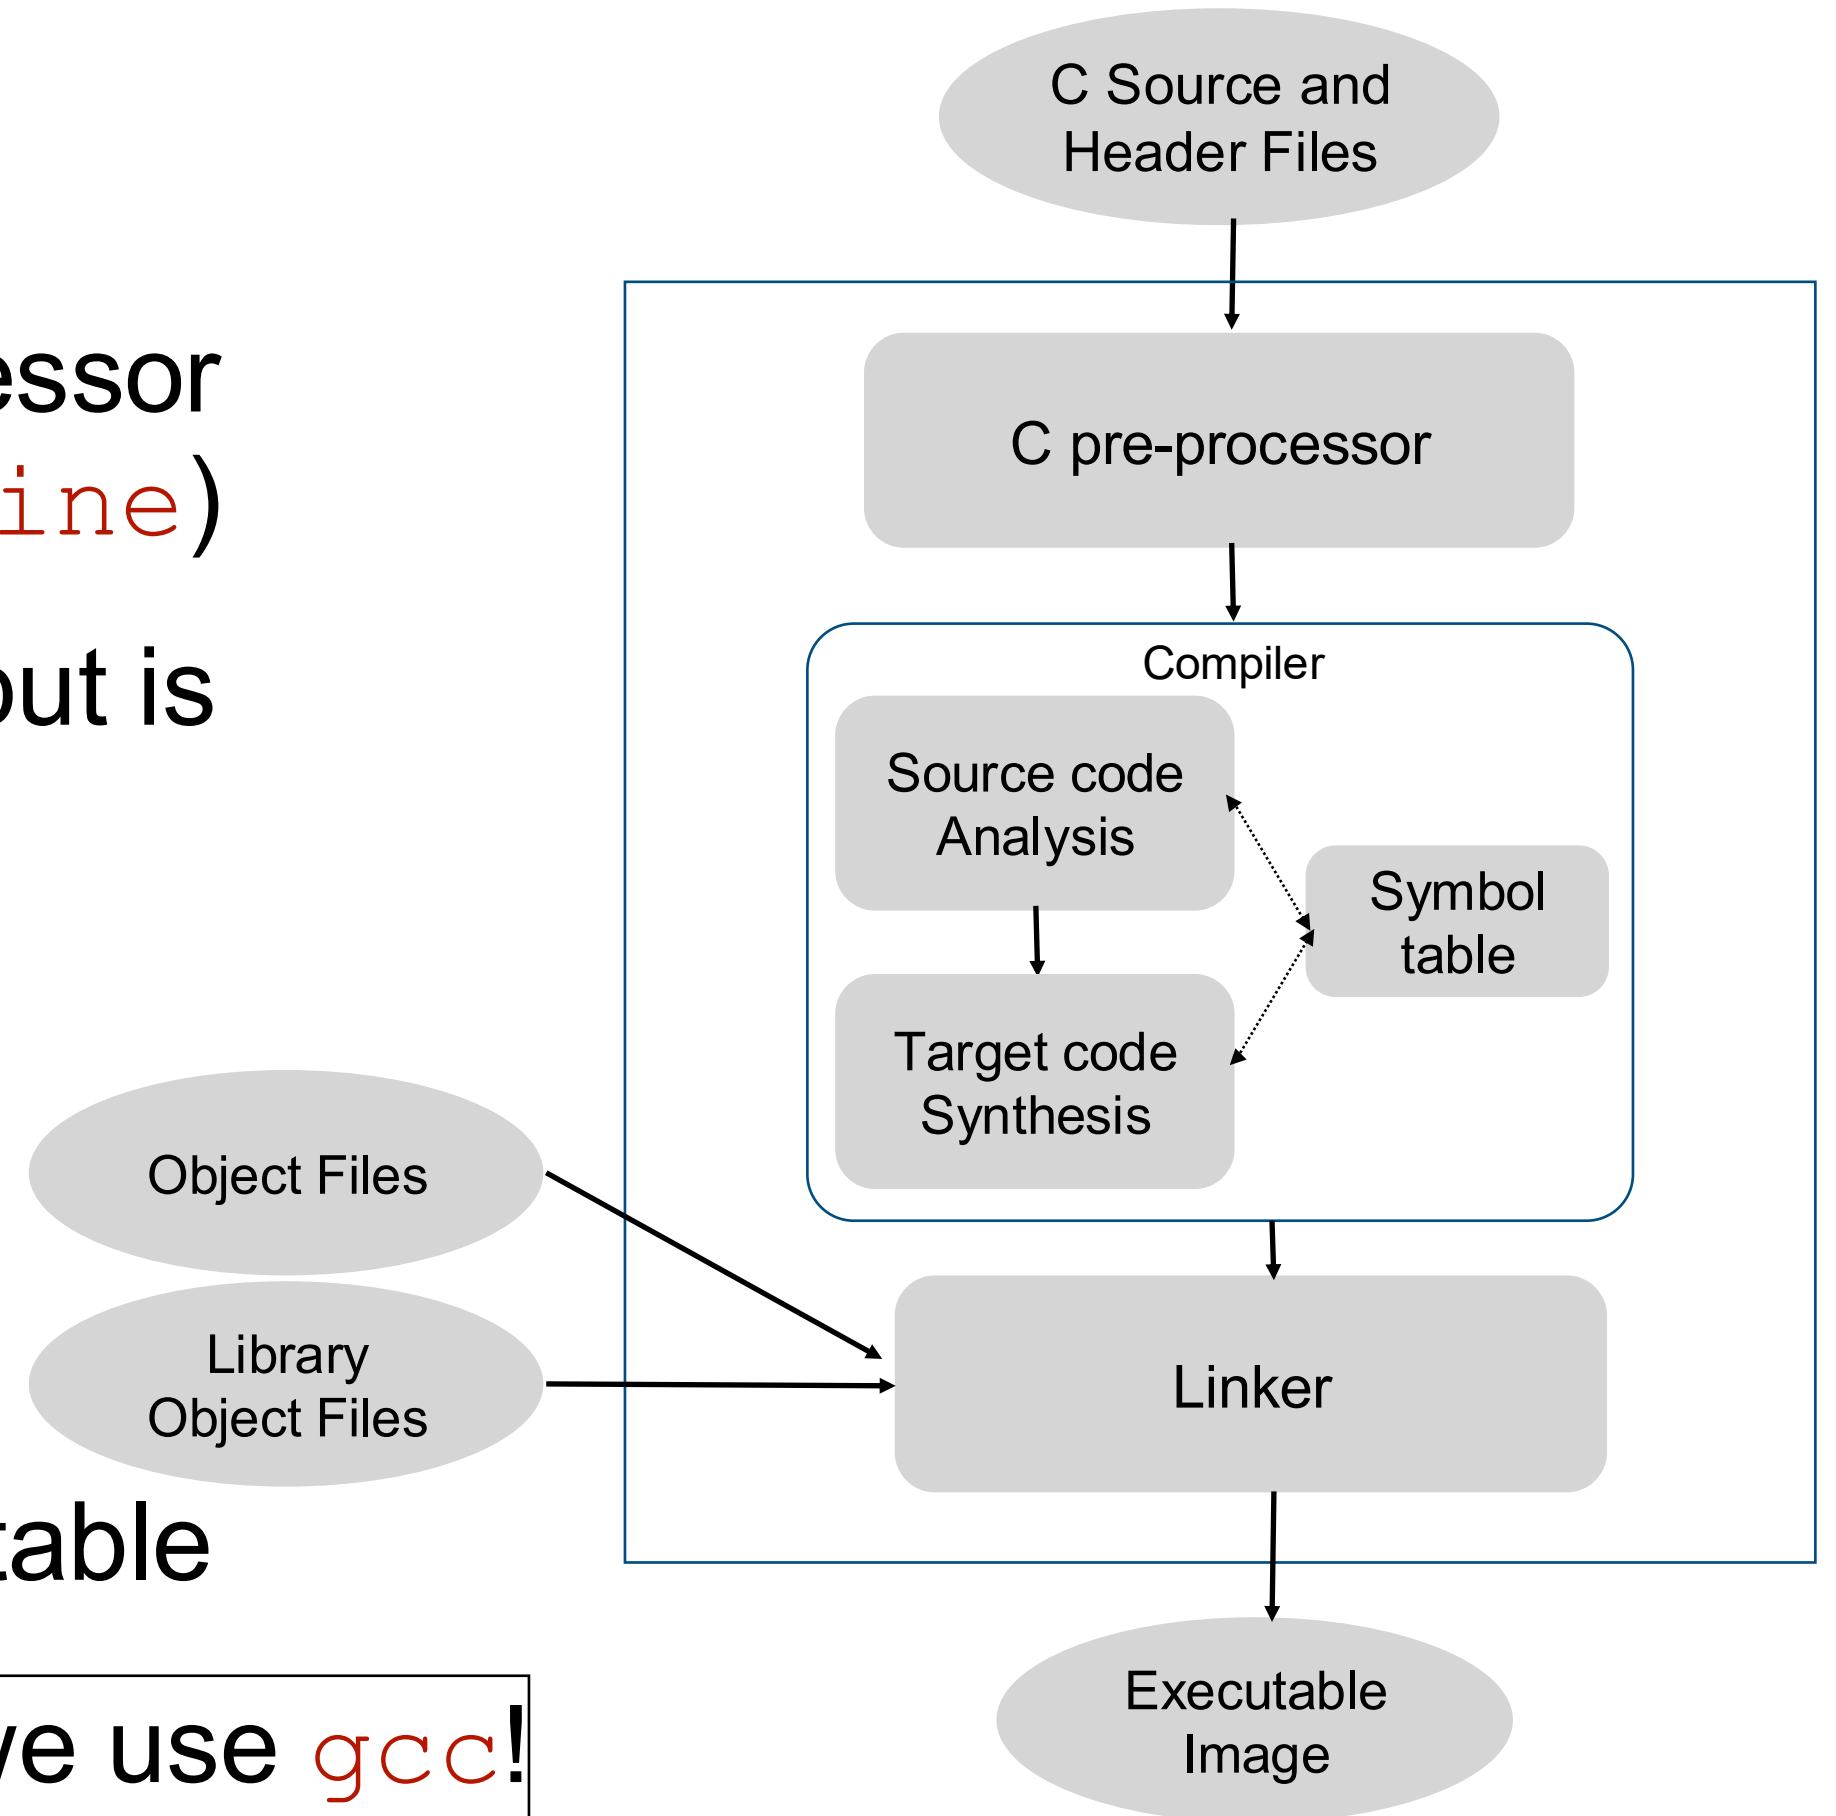 C Source and
Header Files
essor
ine)
C pre-processor
out is
Compiler
Source code
Analysis
Symbol
table
Target code
Synthesis
Object Files
Library
Object Files
Linker
table
we use gcc!
Executable
Image